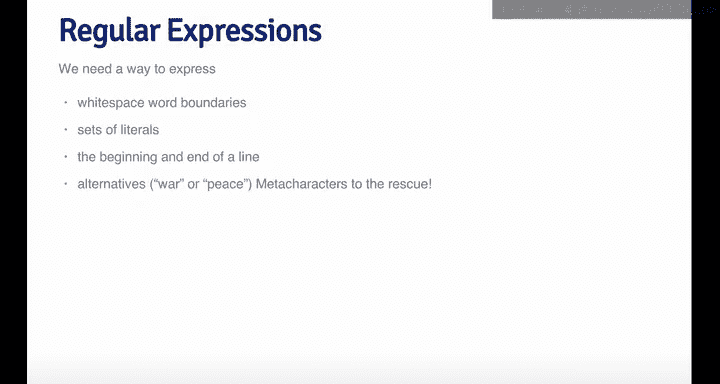 Regular Expressions
We need a way to express
· whitespace word boundaries
· sets of literals
· the beginning and end of a line
· alternatives (“war” or “peace”) Metacharacters to the rescue!